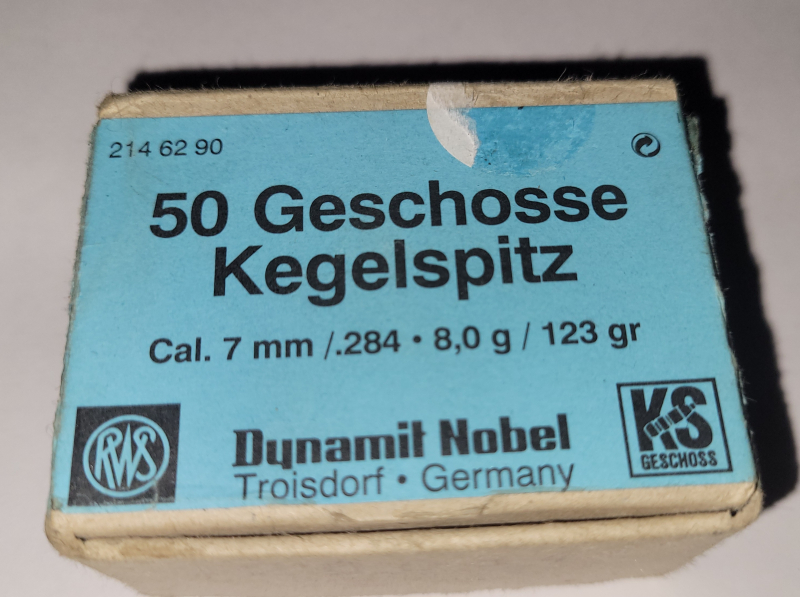 214 62 90
50 Geschosse
Kegelspitz
Cal. 7 mm /.284 • 8,0 g / 123 gr
RWS
Dynamit Nobel
Troisdorf • Germany
KS
GESCHOSS